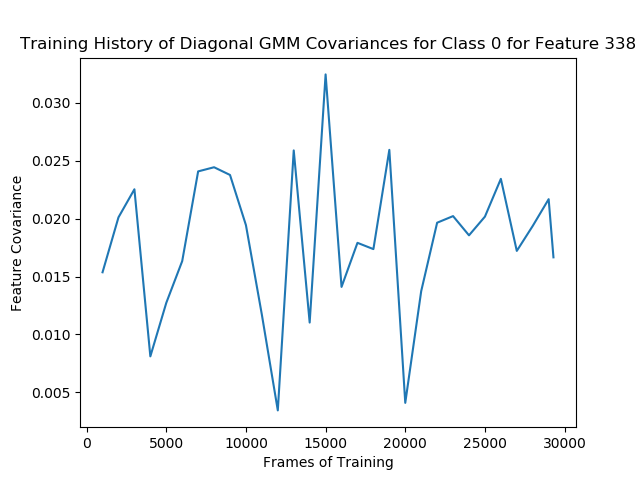 Training History of Diagonal GMM Covariances for Class 0 for Feature 338
0.030
0.025
0.020
0.015
0.010
0.005
Feature Covariance
0 5000 10000 15000 20000 25000 30000
Frames of Training